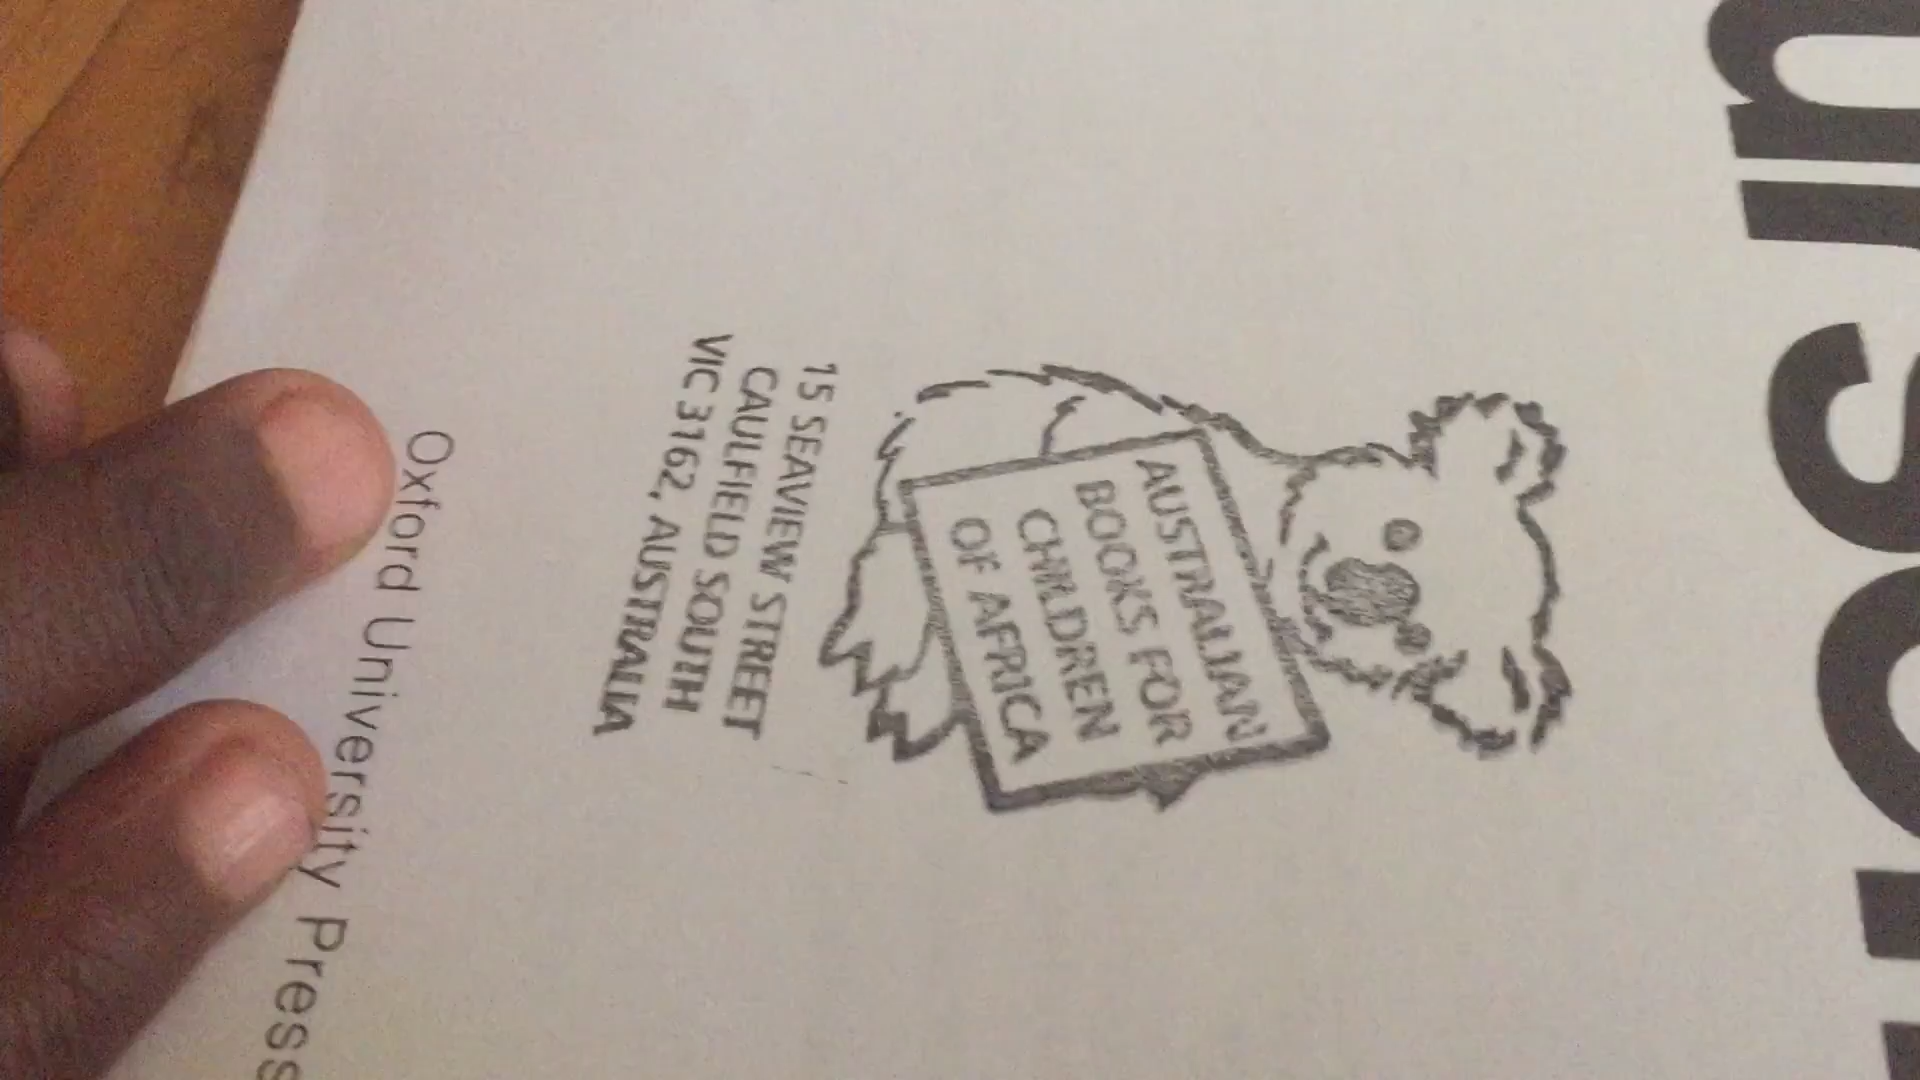 AUSTRALIAN
BOOKS FOR
CHILDREN
OF AFRICA
15 SEAVIEW STREET
CAULFIELD SOUTH
VIC 3162, AUSTRALIA
Oxford University Press